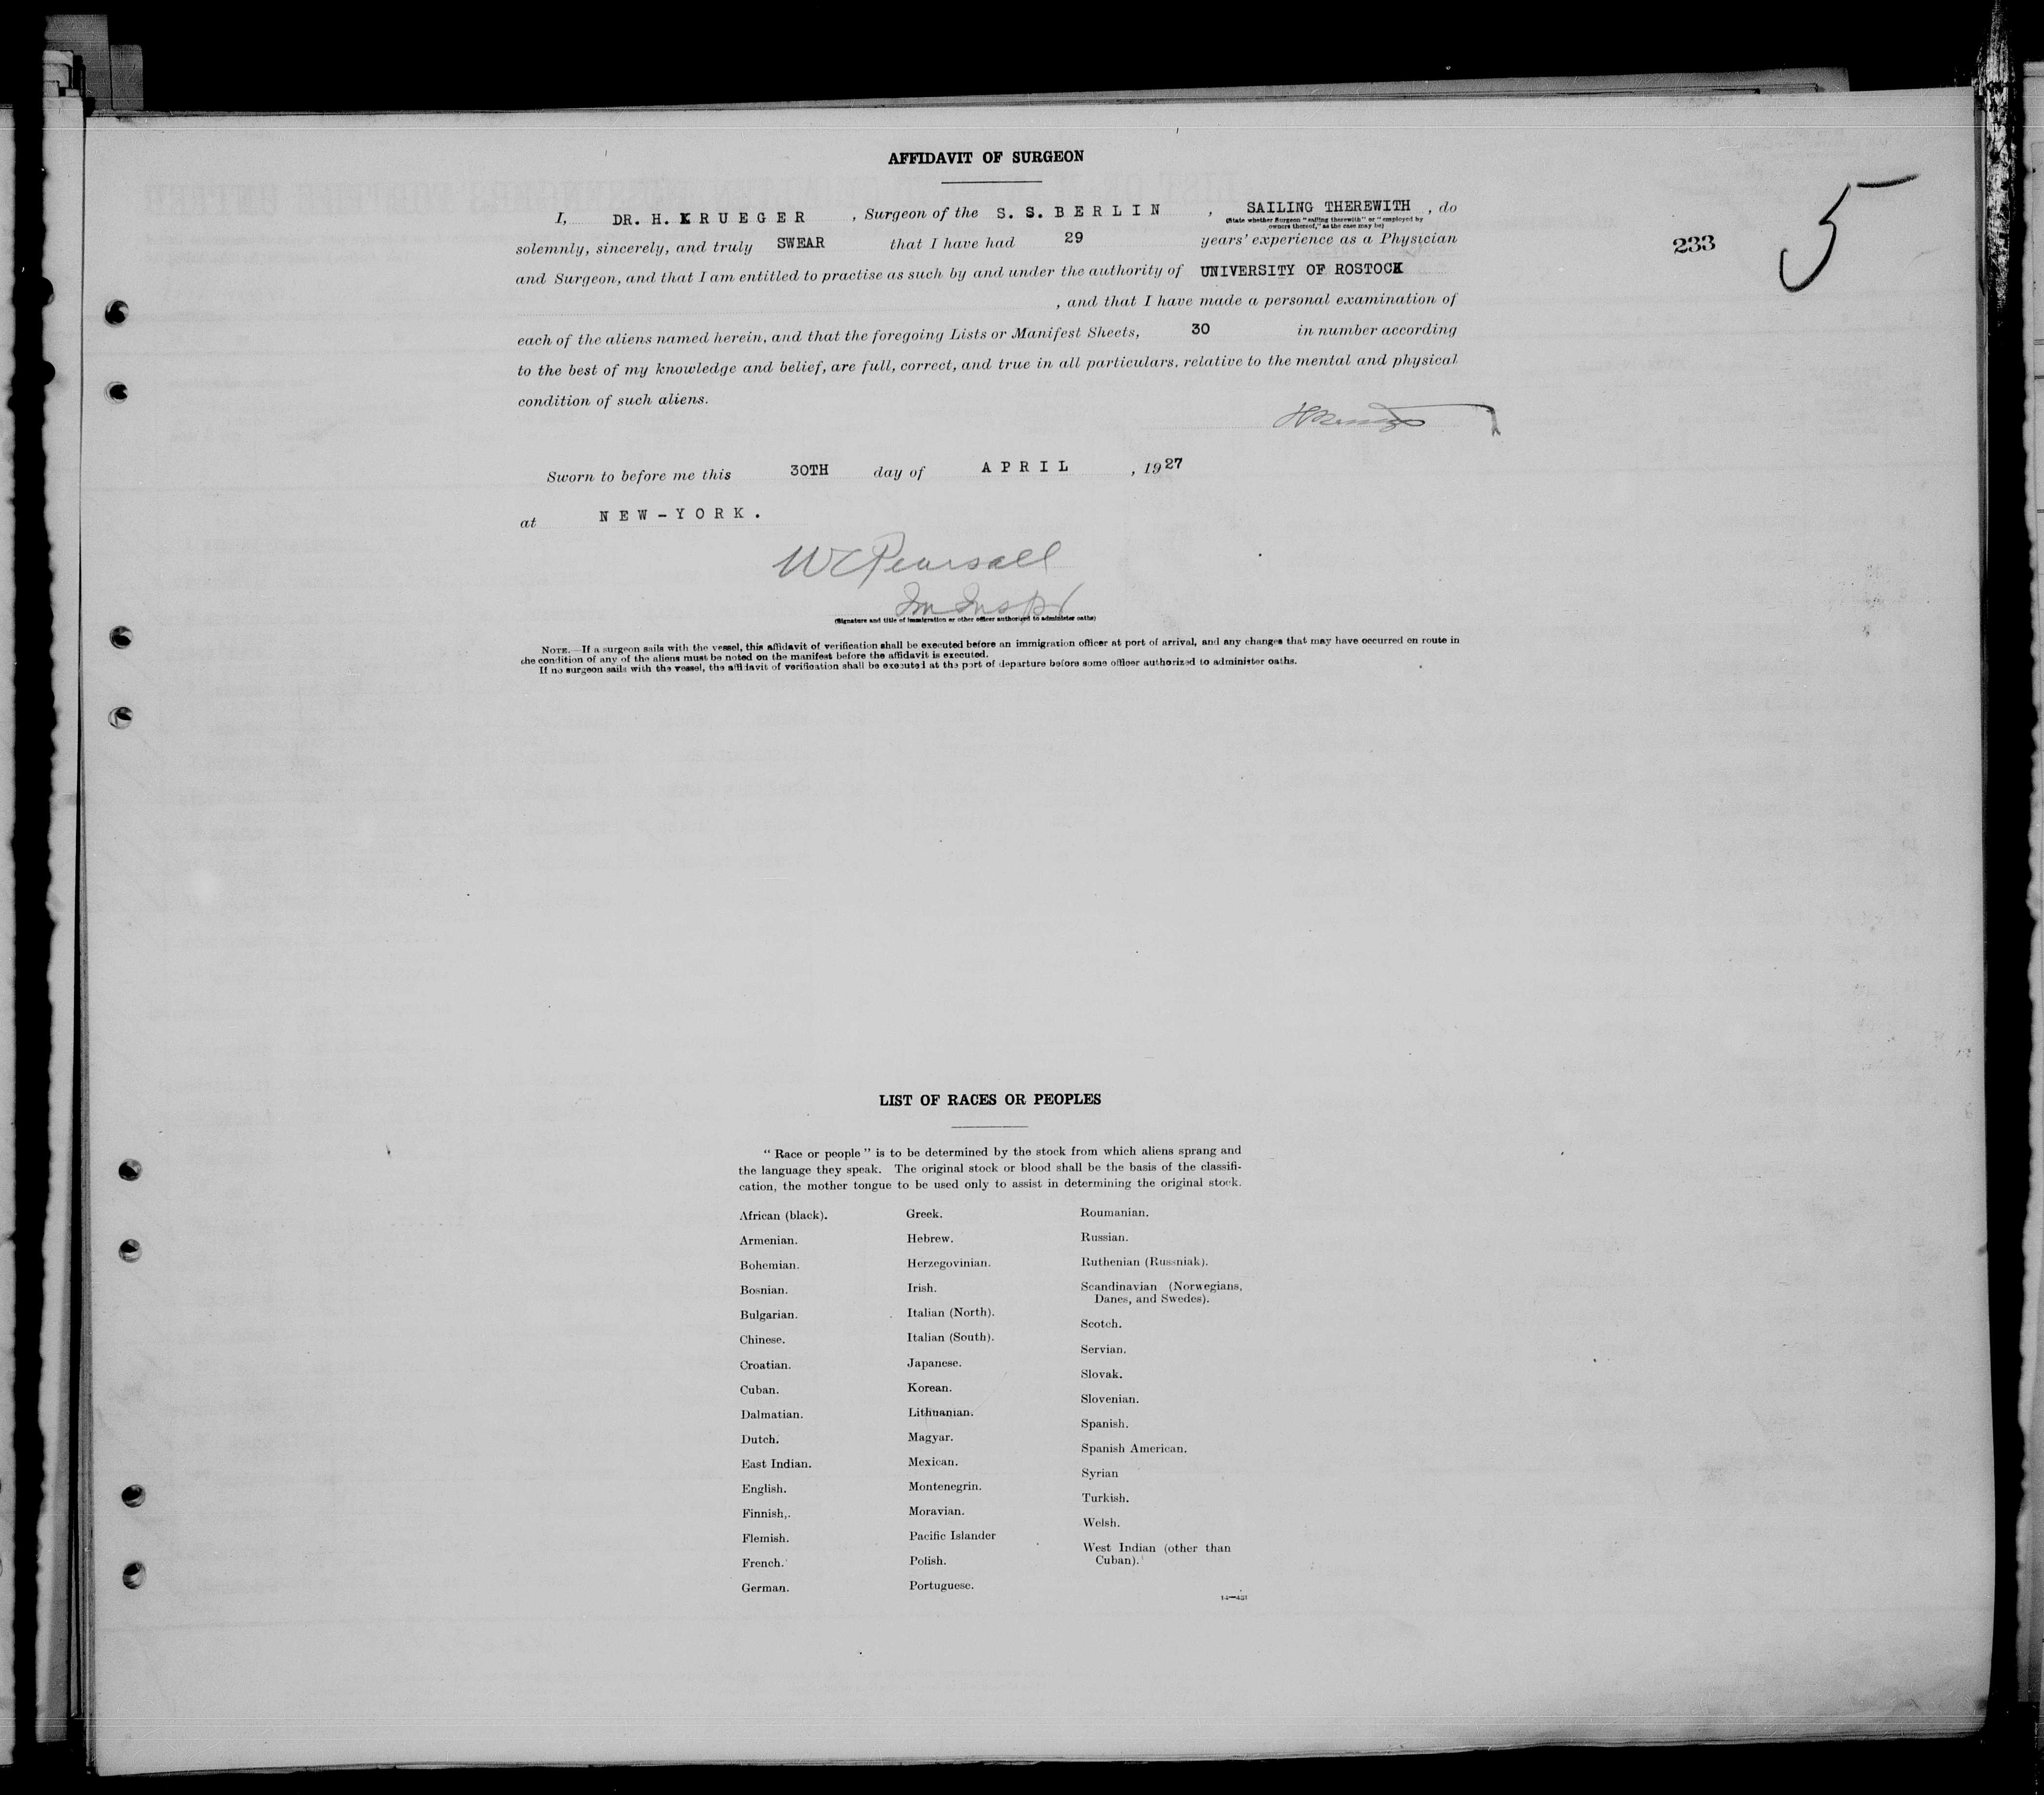 AFFIDAVIT OF SURGEON
5
I, DR. H. KRUEGER , Surgeon of the S. S. BERLIN , SAILING THEREWITH , do
(State whether Surgeon "sailing therewith" or "employed by
owners thereof," as the case may be)
solemnly, sincerely, and truly SWEAR that I have had 29 years' experience as a Physician
233
and Surgeon, and that I am entitled to practise as such by and under the authority of UNIVERSITY OF ROSTOCK
, and that I have made a personal examination of
each of the aliens named herein, and that the foregoing Lists or Manifest Sheets, 30 in number according
to the best of my knowledge and belief, are full, correct, and true in all particulars, relative to the mental and physical
condition of such aliens.
Sworn to before me this 30TH day of APRIL , 1927
at NEW-YORK.
W C Pearsall
Im Inspr
(Signature and title of immigration or other officer authorized to administer oaths)
NOTE.—If a surgeon sails with the vessel, this affidavit of verification shall be executed before an immigration officer at port of arrival, and any changes that may have occurred en route in
the condition of any of the aliens must be noted on the manifest before the affidavit is executed.
If no surgeon sails with the vessel, the affidavit of verification shall be executed at the port of departure before some officer authorized to administer oaths.
LIST OF RACES OR PEOPLES
"Race or people" is to be determined by the stock from which aliens sprang and
the language they speak. The original stock or blood shall be the basis of the classifi-
cation, the mother tongue to be used only to assist in determining the original stock.
African (black).
Armenian.
Bohemian.
Bosnian.
Bulgarian.
Chinese.
Croatian.
Cuban.
Dalmatian.
Dutch.
East Indian.
English.
Finnish,.
Flemish.
French.
German.
Greek.
Hebrew.
Herzegovinian.
Irish.
Italian (North).
Italian (South).
Japanese.
Korean.
Lithuanian.
Magyar.
Mexican.
Montenegrin.
Moravian.
Pacific Islander
Polish.
Portuguese.
Roumanian.
Russian.
Ruthenian (Russniak).
Scandinavian (Norwegians,
Danes, and Swedes).
Scotch.
Servian.
Slovak.
Slovenian.
Spanish.
Spanish American.
Syrian
Turkish.
Welsh.
West Indian (other than
Cuban).
14—431